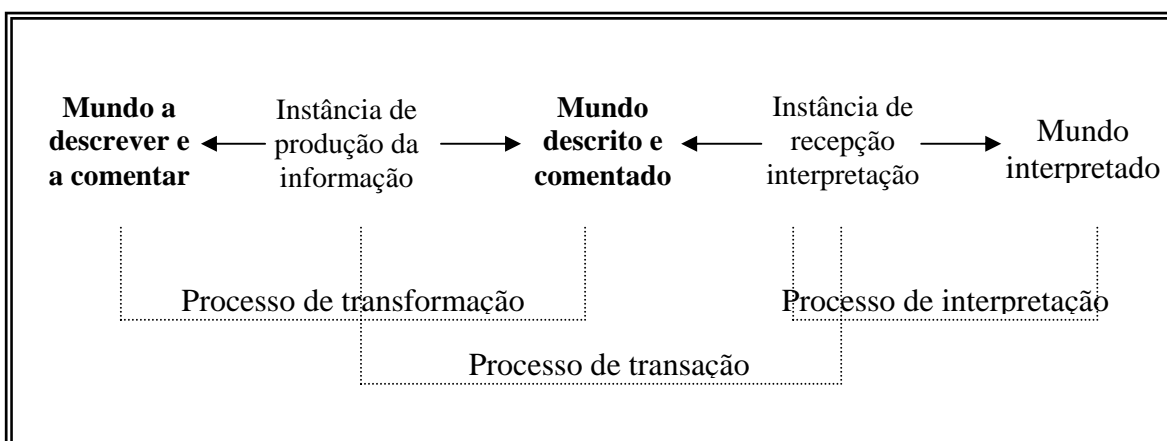 Mundo a
descrever e
a comentar
Instância de
produção da
informação
Mundo
descrito e
comentado
Instância de
recepção
interpretação
Mundo
interpretado
Processo de transformação
Processo de interpretação
Processo de transação